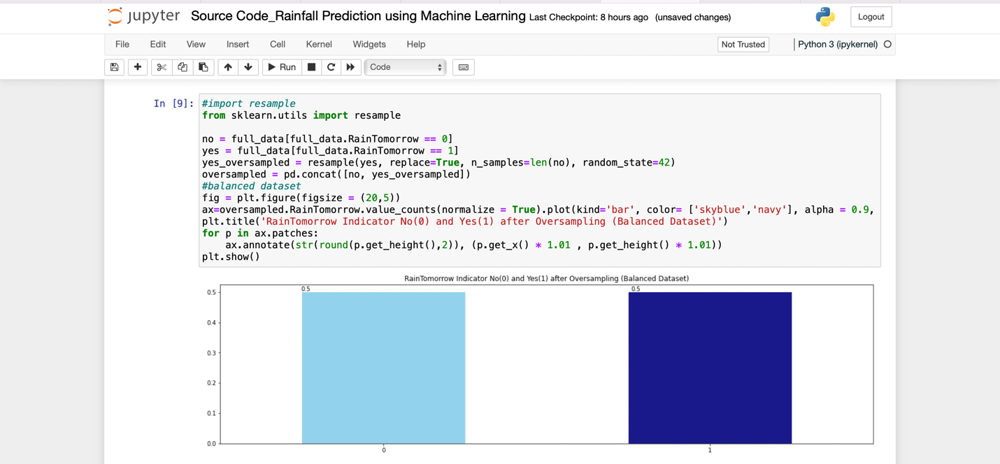 jupyter Source Code_Rainfall Prediction using Machine Learning Last Checkpoint: 8 hours ago (unsaved changes) Logout
File Edit View Insert Cell Kernel Widgets Help Not Trusted Python 3 (ipykernel)
Run Code
In [9]: #import resample
from sklearn.utils import resample
no = full_data[full_data.RainTomorrow == 0]
yes = full_data[full_data.RainTomorrow == 1]
yes_oversampled = resample(yes, replace=True, n_samples=len(no), random_state=42)
oversampled = pd.concat([no, yes_oversampled])
#balanced dataset
fig = plt.figure(figsize = (20,5))
ax=oversampled.RainTomorrow.value_counts(normalize = True).plot(kind='bar', color= ['skyblue','navy'], alpha = 0.9,
plt.title('RainTomorrow Indicator No(0) and Yes(1) after Oversampling (Balanced Dataset)')
for p in ax.patches:
    ax.annotate(str(round(p.get_height(),2)), (p.get_x() * 1.01 , p.get_height() * 1.01))
plt.show()
RainTomorrow Indicator No(0) and Yes(1) after Oversampling (Balanced Dataset)
0.5 0.5
0.5
0.4
0.3
0.2
0.1
0.0
0 1